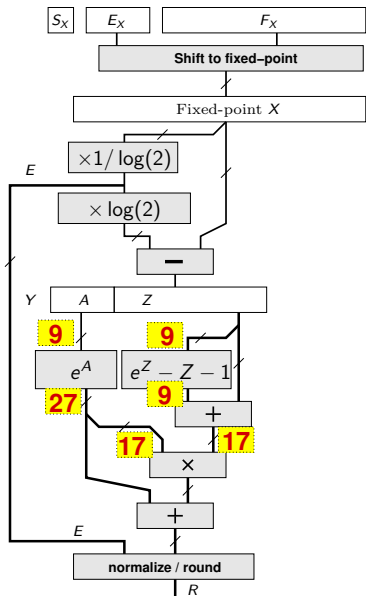 S_X E_X F_X
Shift to fixed–point
Fixed-point X
E
×1/ log(2)
× log(2)
−
Y A Z
9 9
e^A e^Z − Z − 1
27 9
+
17 17
×
+
E
normalize / round
R